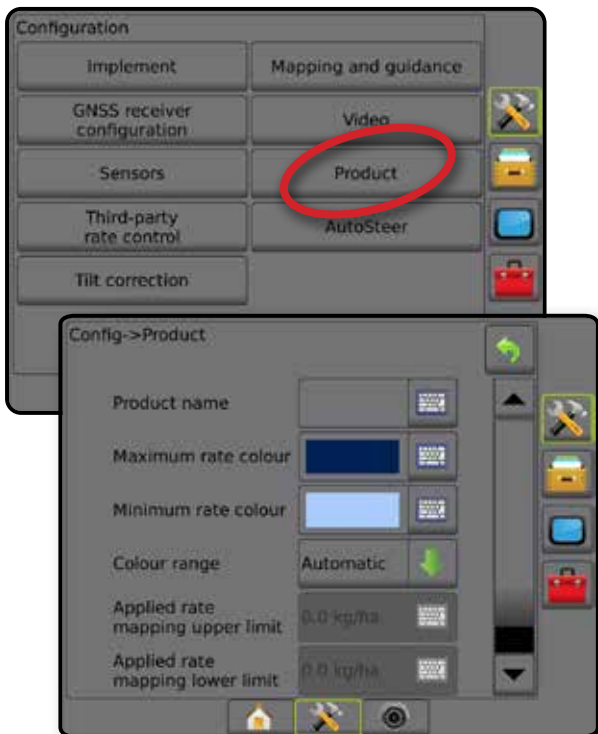 Configuration
Implement
Mapping and guidance
GNSS receiver
configuration
Video
Sensors
Product
Third-party
rate control
AutoSteer
Tilt correction
Config->Product
Product name
Maximum rate colour
Minimum rate colour
Colour range
Automatic
Applied rate
mapping upper limit
0.0 kg/ha
Applied rate
mapping lower limit
0.0 kg/ha